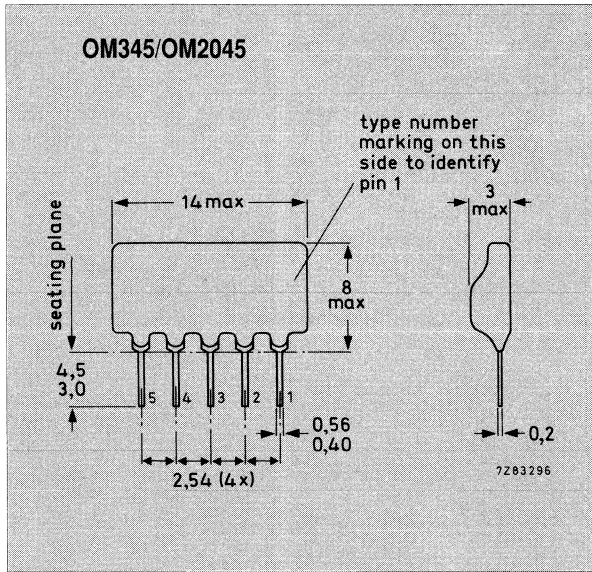 OM345/OM2045
type number
marking on this
side to identify
pin 1
14 max
3
max
seating plane
8
max
4,5
3,0
5
4
3
2
1
0,56
0,40
0,2
2,54 (4x)
7Z83296